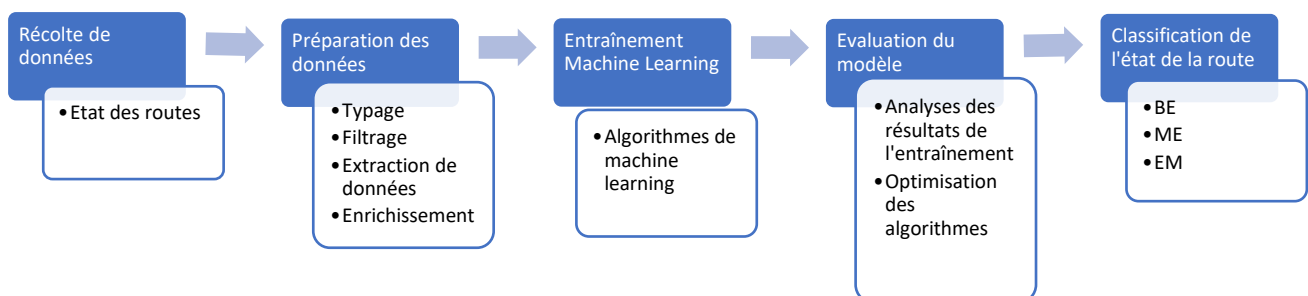 Récolte de
données
• Etat des routes
Préparation des
données
• Typage
• Filtrage
• Extraction de
données
• Enrichissement
Entraînement
Machine Learning
• Algorithmes de
machine
learning
Evaluation du
modèle
• Analyses des
résultats de
l'entraînement
• Optimisation
des
algorithmes
Classification de
l'état de la route
• BE
• ME
• EM